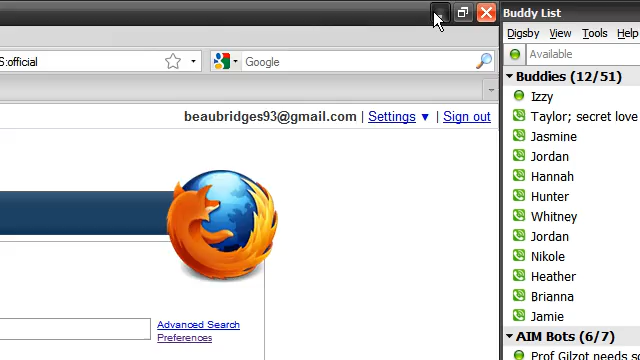 Buddy List
Digsby View Tools Help
S:official
Google
Available
Buddies (12/51)
Izzy
beaubridges93@gmail.com | Settings ▼ | Sign out
Taylor; secret love
Jasmine
Jordan
Hannah
Hunter
Whitney
Jordan
Nikole
Heather
Brianna
Jamie
Advanced Search
Preferences
AIM Bots (6/7)
Prof Gilzot needs s